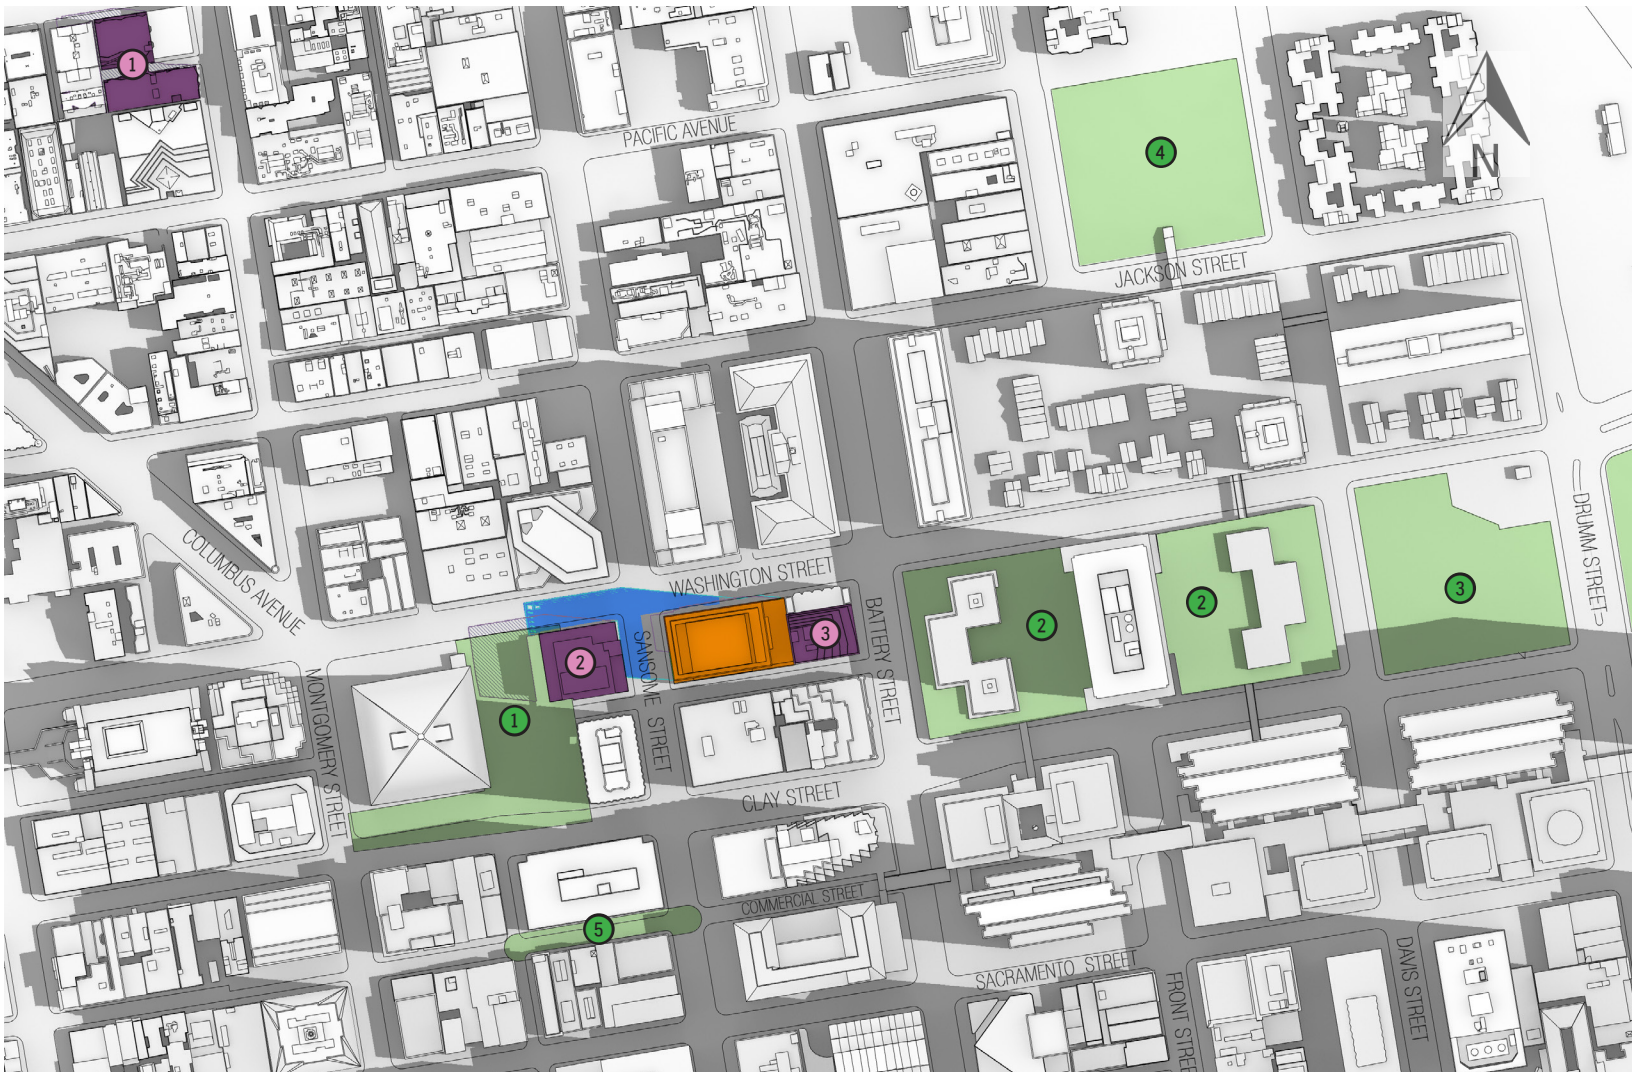 1
PACIFIC AVENUE
4
N
JACKSON STREET
COLUMBUS AVENUE
WASHINGTON STREET
DRUMM STREET
3
2
2
BATTERY STREET
3
SANSOME STREET
2
MONTGOMERY STREET
1
CLAY STREET
COMMERCIAL STREET
5
SACRAMENTO STREET
FRONT STREE
DAVIS STREET